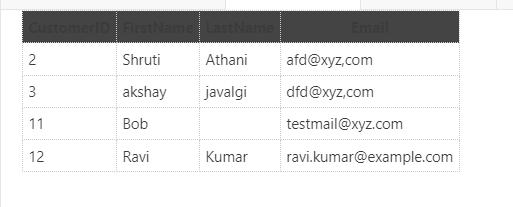 CustomerID FirstName LastName Email
2 Shruti Athani afd@xyz,com
3 akshay javalgi dfd@xyz,com
11 Bob testmail@xyz.com
12 Ravi Kumar ravi.kumar@example.com